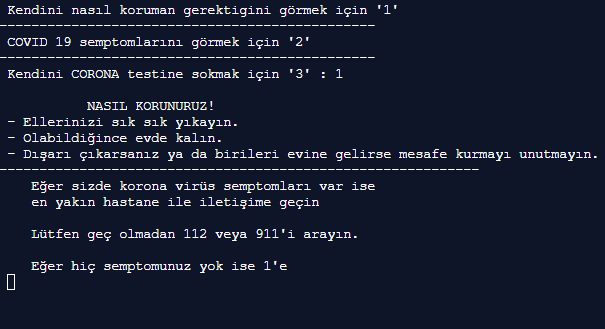 Kendini nasıl koruman gerektigini görmek için '1'
-----------------------------------------------
COVID 19 semptomlarını görmek için '2'
-----------------------------------------------
Kendini CORONA testine sokmak için '3' : 1
NASIL KORUNURUZ!
- Ellerinizi sık sık yıkayın.
- Olabildiğince evde kalın.
- Dışarı çıkarsanız ya da birileri evine gelirse mesafe kurmayı unutmayın.
------------------------------------------------------------
Eğer sizde korona virüs semptomları var ise
en yakın hastane ile iletişime geçin
Lütfen geç olmadan 112 veya 911'i arayın.
Eğer hiç semptomunuz yok ise 1'e